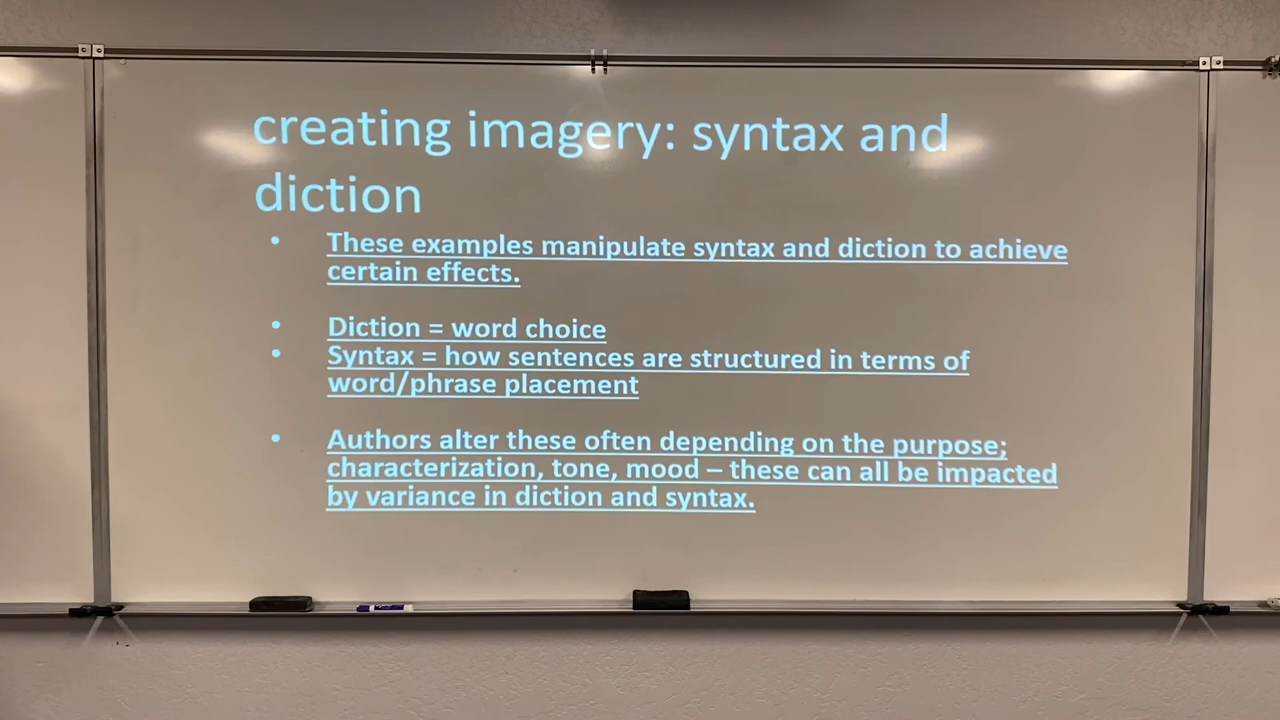 creating imagery: syntax and
diction
• These examples manipulate syntax and diction to achieve
certain effects.
• Diction = word choice
• Syntax = how sentences are structured in terms of
word/phrase placement
• Authors alter these often depending on the purpose;
characterization, tone, mood – these can all be impacted
by variance in diction and syntax.